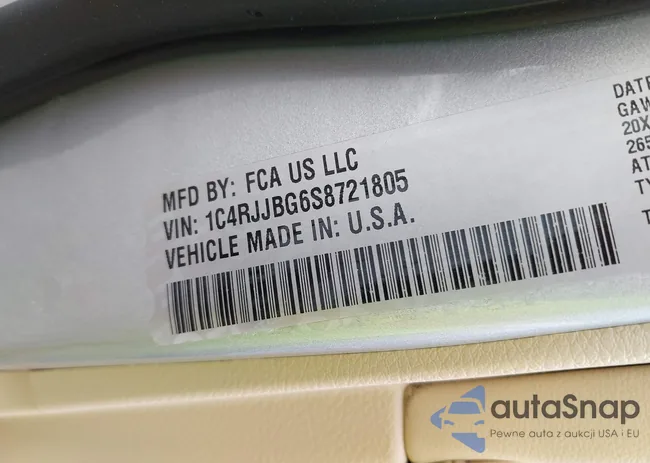 MFD BY: FCA US LLC
VIN: 1C4RJJBG6S8721805
VEHICLE MADE IN: U.S.A.
DATE
GAW
20X
265
AT
TY
T
autaSnap
Pewne auta z aukcji USA i EU